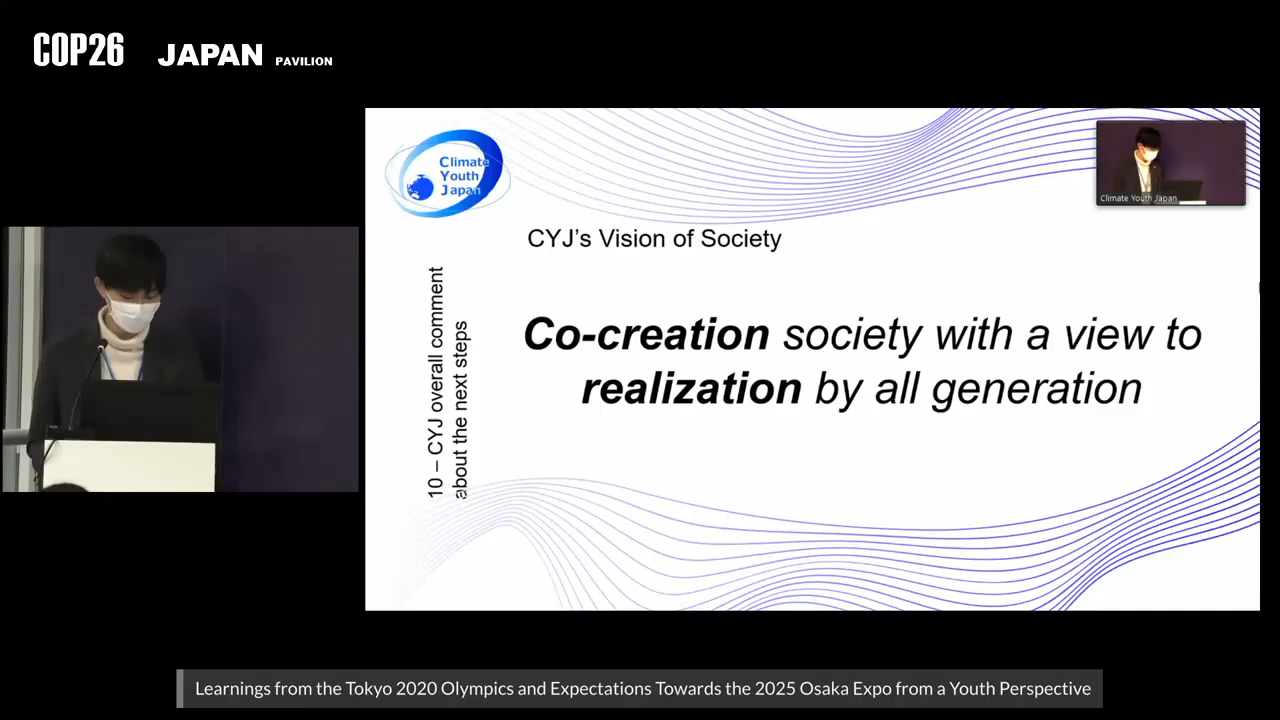 COP26 JAPAN PAVILION
Climate
Youth
Japan
Climate Youth Japan
CYJ's Vision of Society
10 – CYJ overall comment
about the next steps
Co-creation society with a view to
realization by all generation
Learnings from the Tokyo 2020 Olympics and Expectations Towards the 2025 Osaka Expo from a Youth Perspective